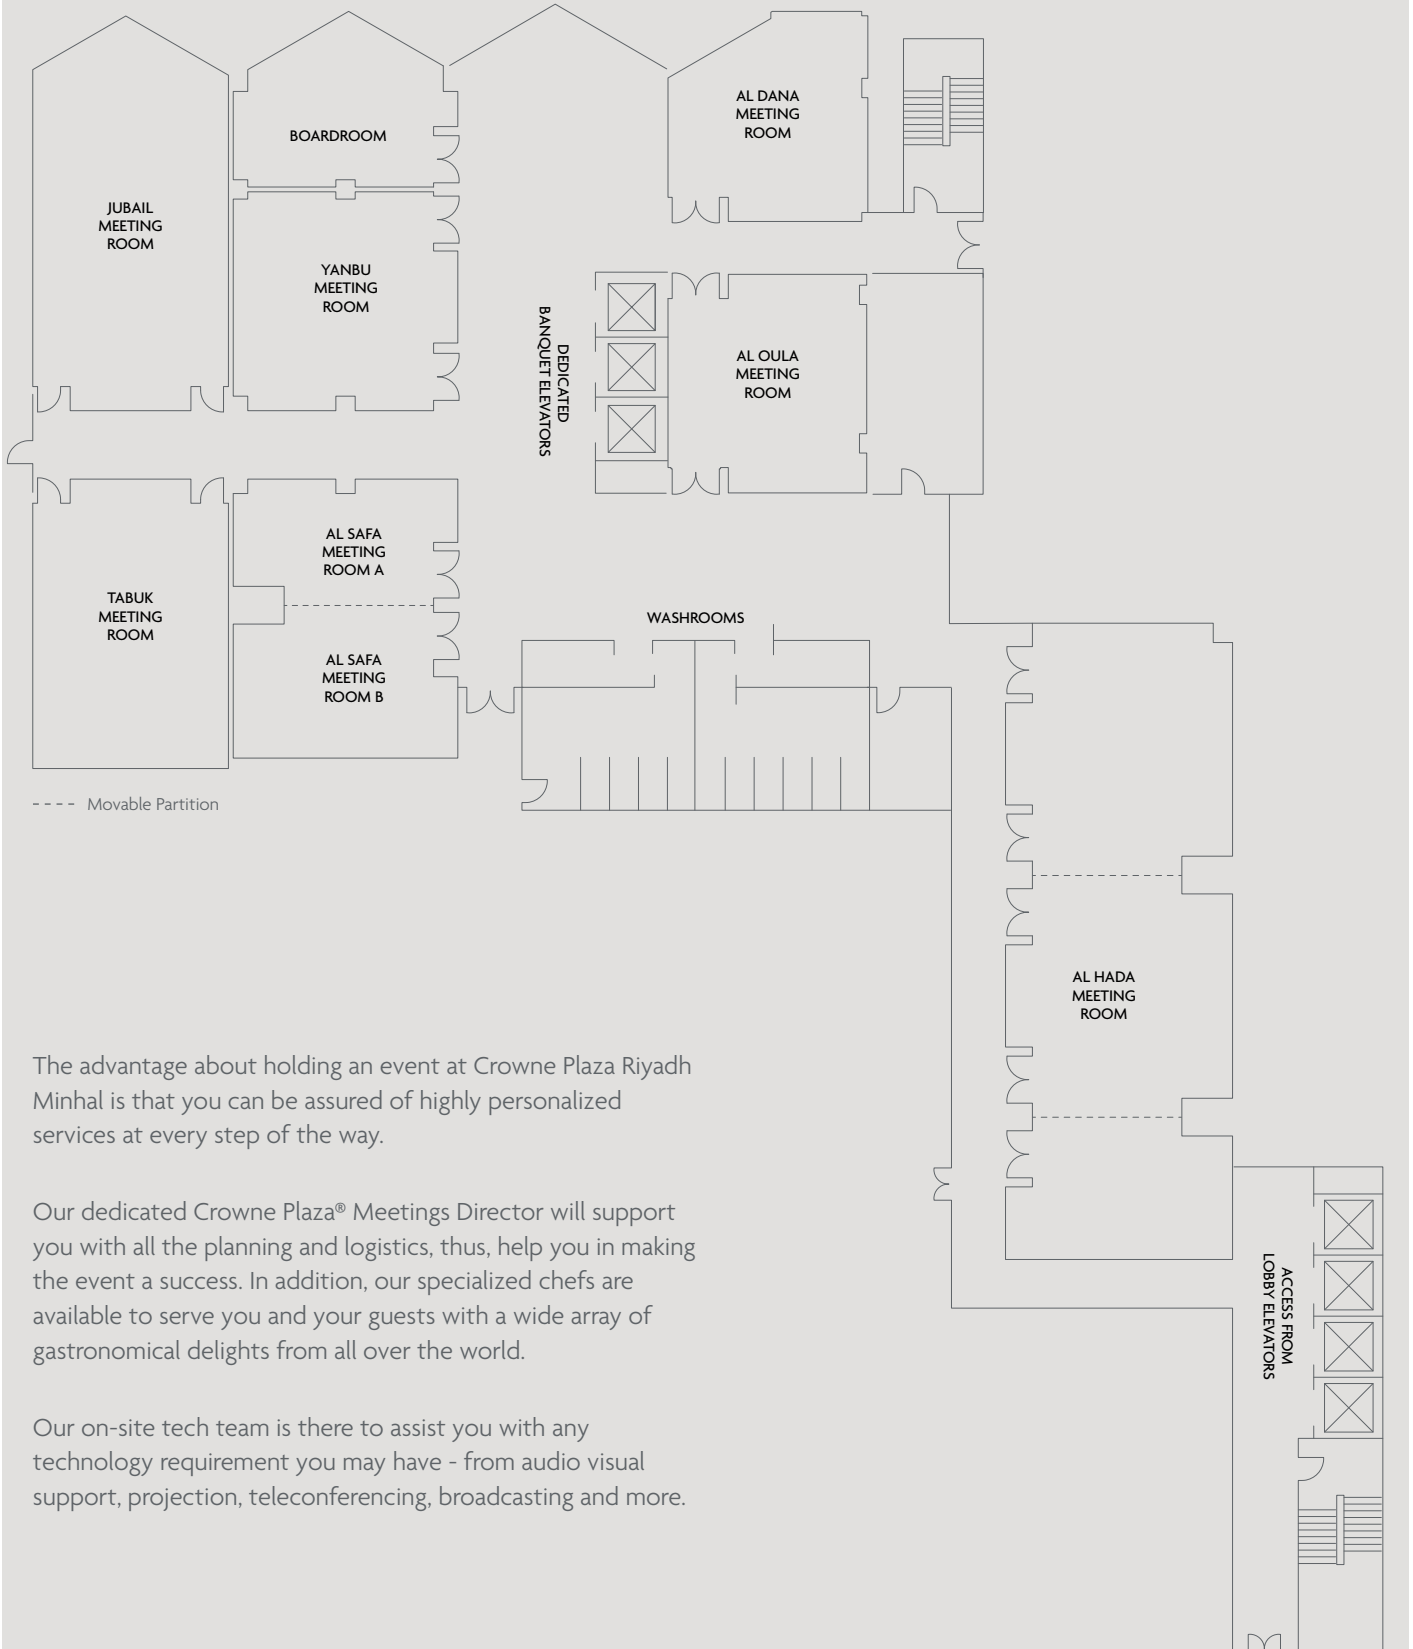 AL DANA
MEETING
ROOM
BOARDROOM
JUBAIL
MEETING
ROOM
YANBU
MEETING
ROOM
DEDICATED
BANQUET ELEVATORS
AL OULA
MEETING
ROOM
AL SAFA
MEETING
ROOM A
TABUK
MEETING
ROOM
WASHROOMS
AL SAFA
MEETING
ROOM B
Movable Partition
AL HADA
MEETING
ROOM
The advantage about holding an event at Crowne Plaza Riyadh
Minhal is that you can be assured of highly personalized
services at every step of the way.
Our dedicated Crowne Plaza® Meetings Director will support
you with all the planning and logistics, thus, help you in making
the event a success. In addition, our specialized chefs are
available to serve you and your guests with a wide array of
gastronomical delights from all over the world.
ACCESS FROM
LOBBY ELEVATORS
Our on-site tech team is there to assist you with any
technology requirement you may have - from audio visual
support, projection, teleconferencing, broadcasting and more.